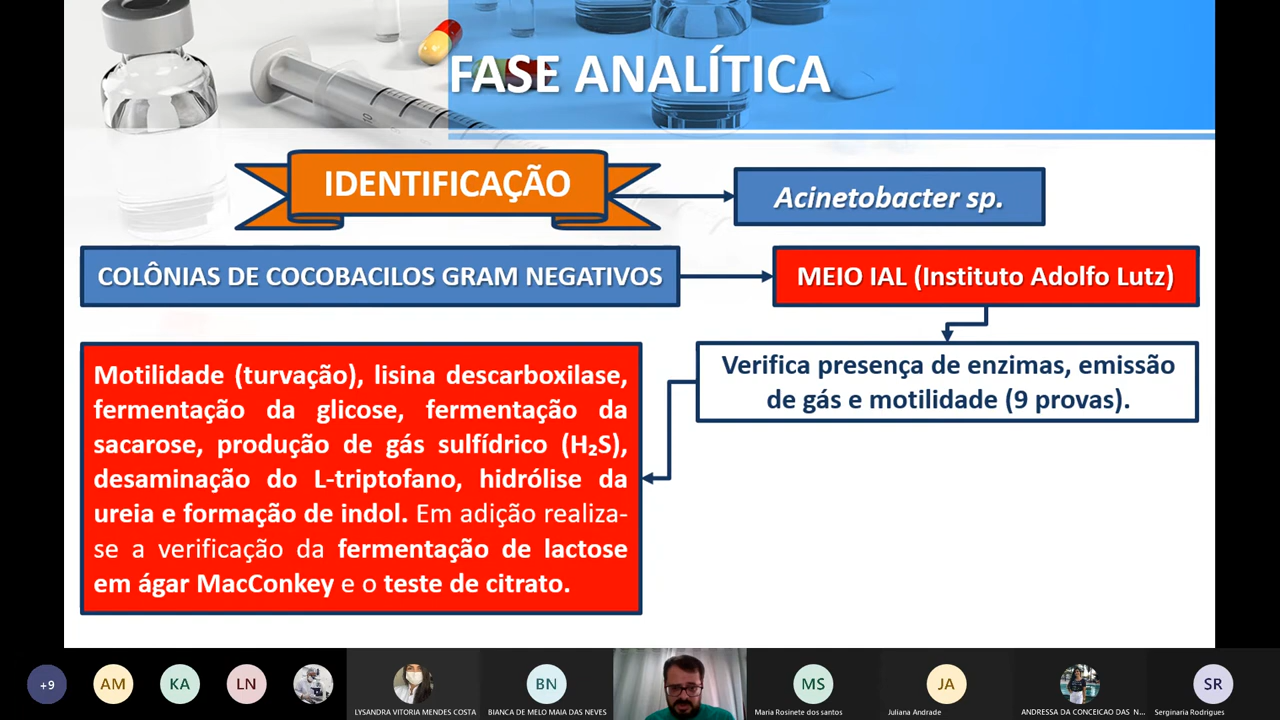 FASE ANALÍTICA
IDENTIFICAÇÃO
Acinetobacter sp.
COLÔNIAS DE COCOBACILOS GRAM NEGATIVOS
MEIO IAL (Instituto Adolfo Lutz)
Verifica presença de enzimas, emissão
de gás e motilidade (9 provas).
Motilidade (turvação), lisina descarboxilase,
fermentação da glicose, fermentação da
sacarose, produção de gás sulfídrico (H₂S),
desaminação do L-triptofano, hidrólise da
ureia e formação de indol. Em adição realiza-
se a verificação da fermentação de lactose
em ágar MacConkey e o teste de citrato.
+9
AM
KA
LN
LYSANDRA VITORIA MENDES COSTA
BN
BIANCA DE MELO MAIA DAS NEVES
MS
Maria Rosinete dos santos
JA
Juliana Andrade
ANDRESSA DA CONCEICAO DAS N...
SR
Serginaria Rodrigues